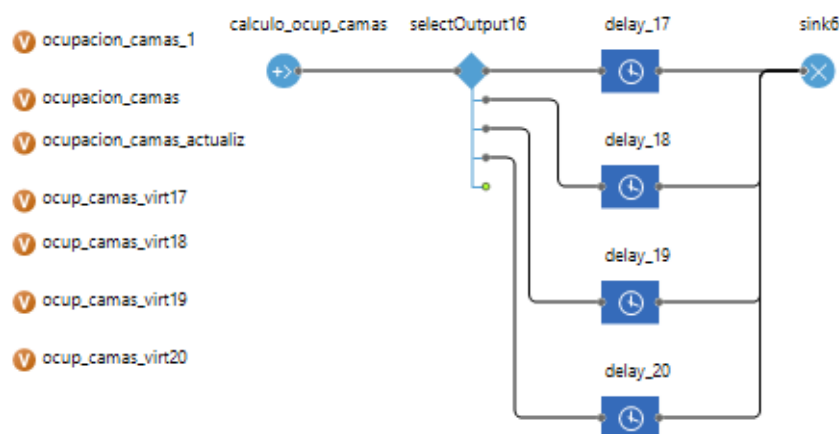 calculo_ocup_camas selectOutput16 delay_17 sink6
V ocupacion_camas_1
V ocupacion_camas
delay_18
V ocupacion_camas_actualiz
V ocup_camas_virt17
V ocup_camas_virt18
delay_19
V ocup_camas_virt19
V ocup_camas_virt20
delay_20